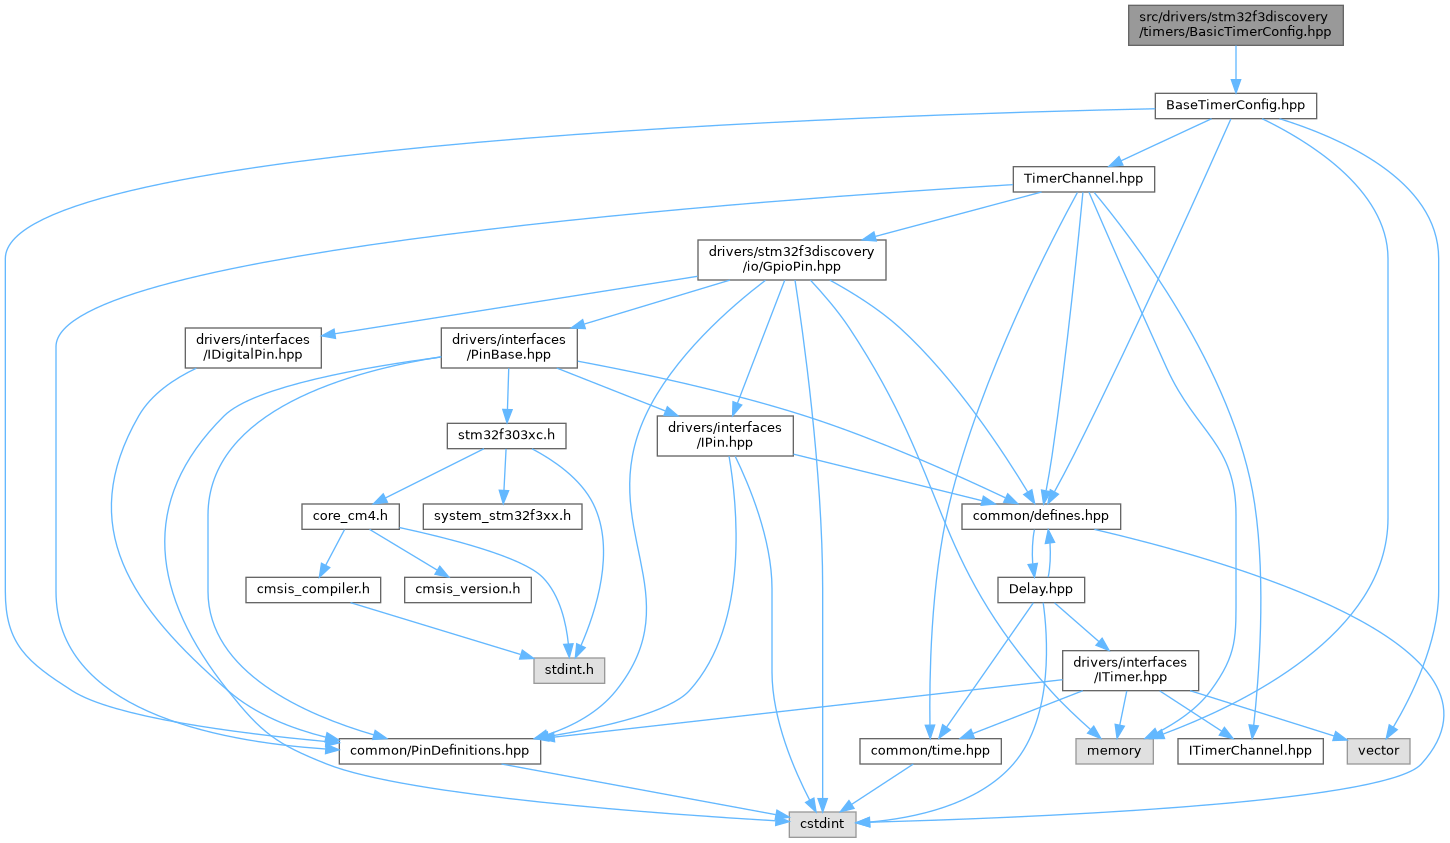 src/drivers/stm32f3discovery
/timers/BasicTimerConfig.hpp
BaseTimerConfig.hpp
TimerChannel.hpp
drivers/stm32f3discovery
/io/GpioPin.hpp
drivers/interfaces
/IDigitalPin.hpp
drivers/interfaces
/PinBase.hpp
drivers/interfaces
/IPin.hpp
stm32f303xc.h
core_cm4.h
system_stm32f3xx.h
common/defines.hpp
cmsis_compiler.h
cmsis_version.h
Delay.hpp
stdint.h
drivers/interfaces
/ITimer.hpp
common/PinDefinitions.hpp
common/time.hpp
memory
ITimerChannel.hpp
vector
cstdint